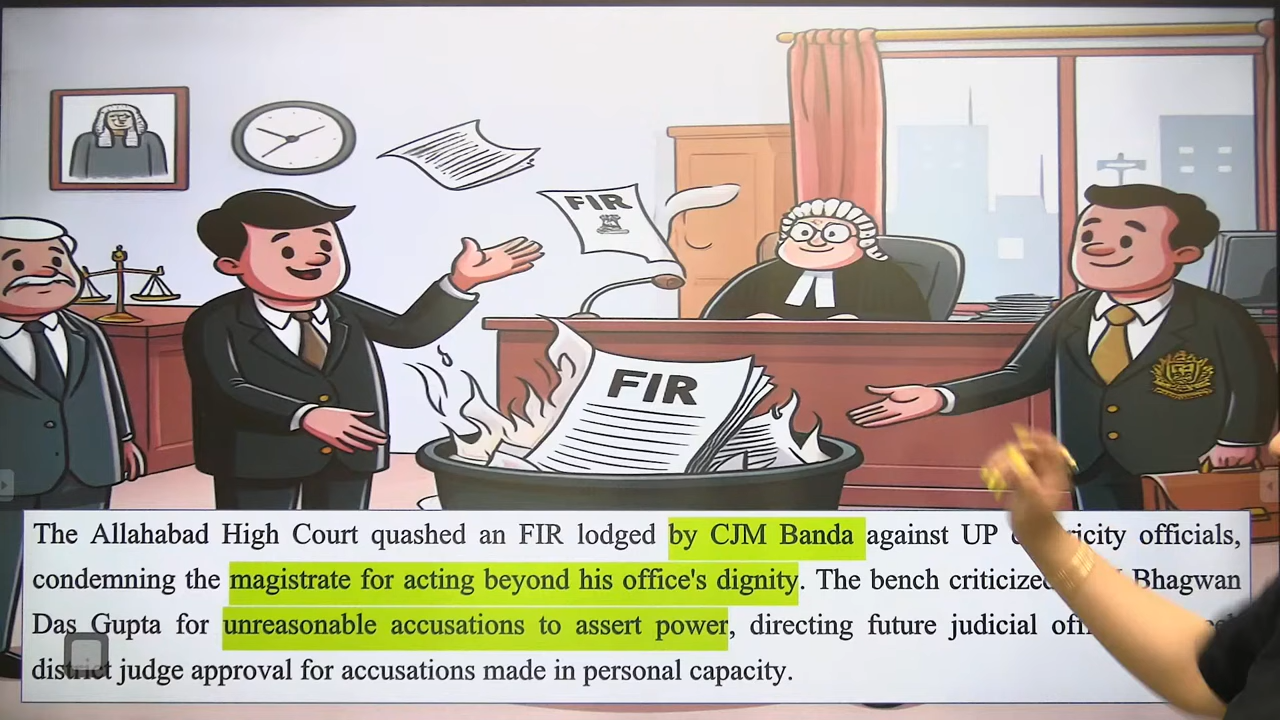 FIR
FIR
The Allahabad High Court quashed an FIR lodged by CJM Banda against UP officials,
condemning the magistrate for acting beyond his office's dignity. The bench criticized Bhagwan
Das Gupta for unreasonable accusations to assert power, directing future judicial
district judge approval for accusations made in personal capacity.